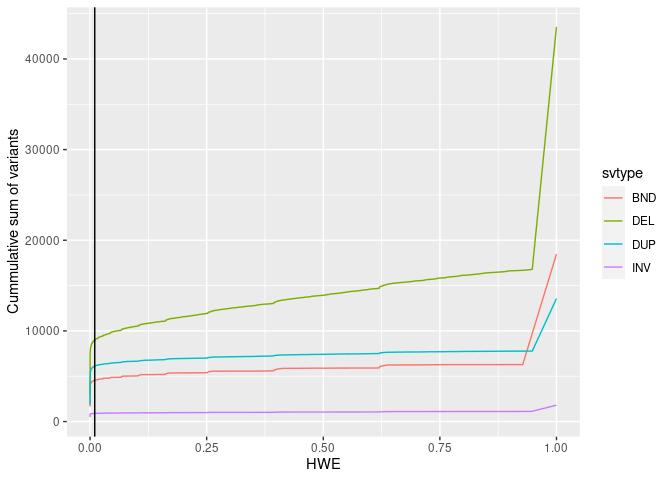 Cummulative sum of variants
40000
30000
20000
10000
0
0.00 0.25 0.50 0.75 1.00
HWE
svtype
BND
DEL
DUP
INV